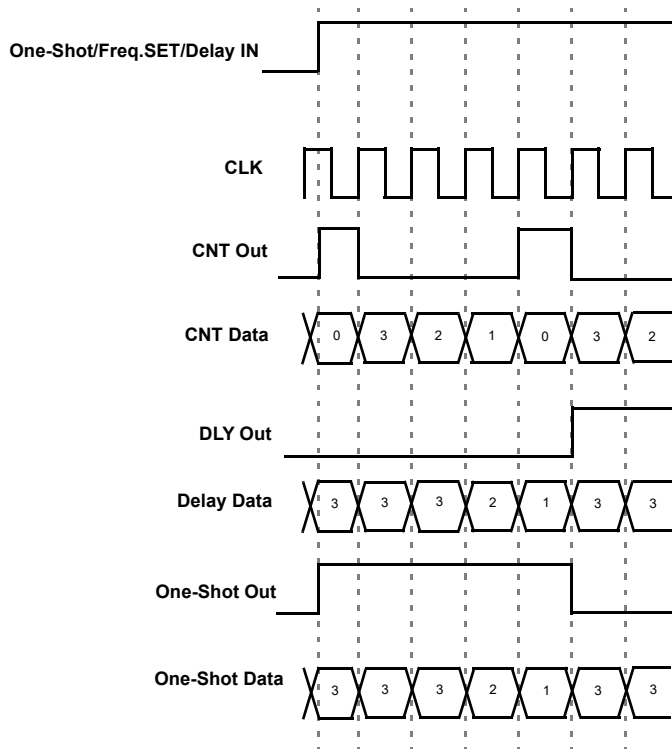 One-Shot/Freq.SET/Delay IN
CLK
CNT Out
CNT Data 0 3 2 1 0 3 2
DLY Out
Delay Data 3 3 3 2 1 3 3
One-Shot Out
One-Shot Data 3 3 3 2 1 3 3